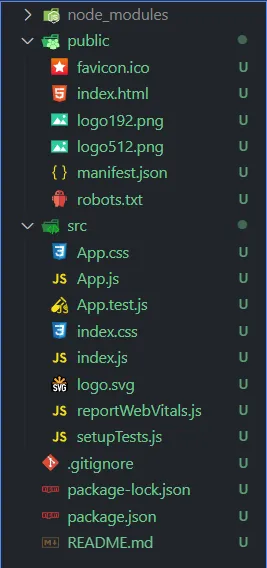 node_modules
public
favicon.ico U
index.html U
logo192.png U
logo512.png U
manifest.json U
robots.txt U
src
App.css U
App.js U
App.test.js U
index.css U
index.js U
logo.svg U
reportWebVitals.js U
setupTests.js U
.gitignore U
package-lock.json U
package.json U
README.md U